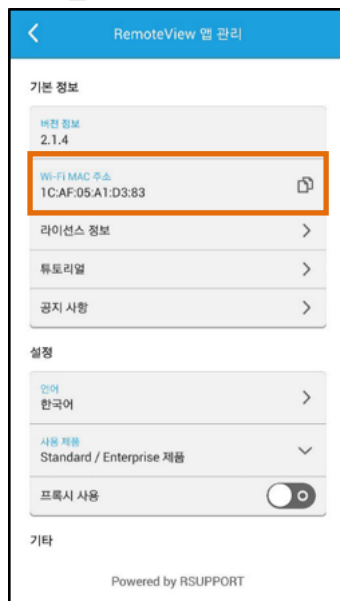 RemoteView 앱 관리
기본 정보
버전 정보
2.1.4
Wi-Fi MAC 주소
1C:AF:05:A1:D3:83
라이선스 정보
튜토리얼
공지 사항
설정
언어
한국어
사용 제품
Standard / Enterprise 제품
프록시 사용
기타
Powered by RSUPPORT